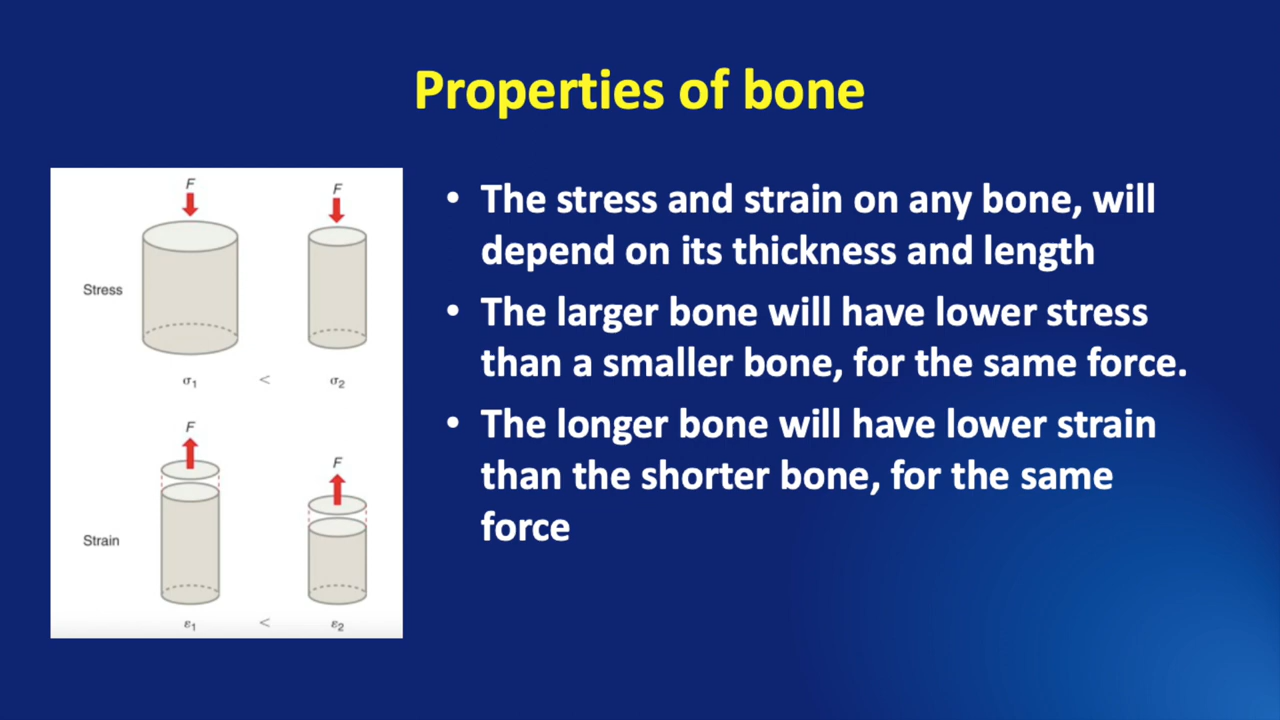 Properties of bone
F
F
Stress
σ1 < σ2
F
F
Strain
ε1 < ε2
• The stress and strain on any bone, will
depend on its thickness and length
• The larger bone will have lower stress
than a smaller bone, for the same force.
• The longer bone will have lower strain
than the shorter bone, for the same
force